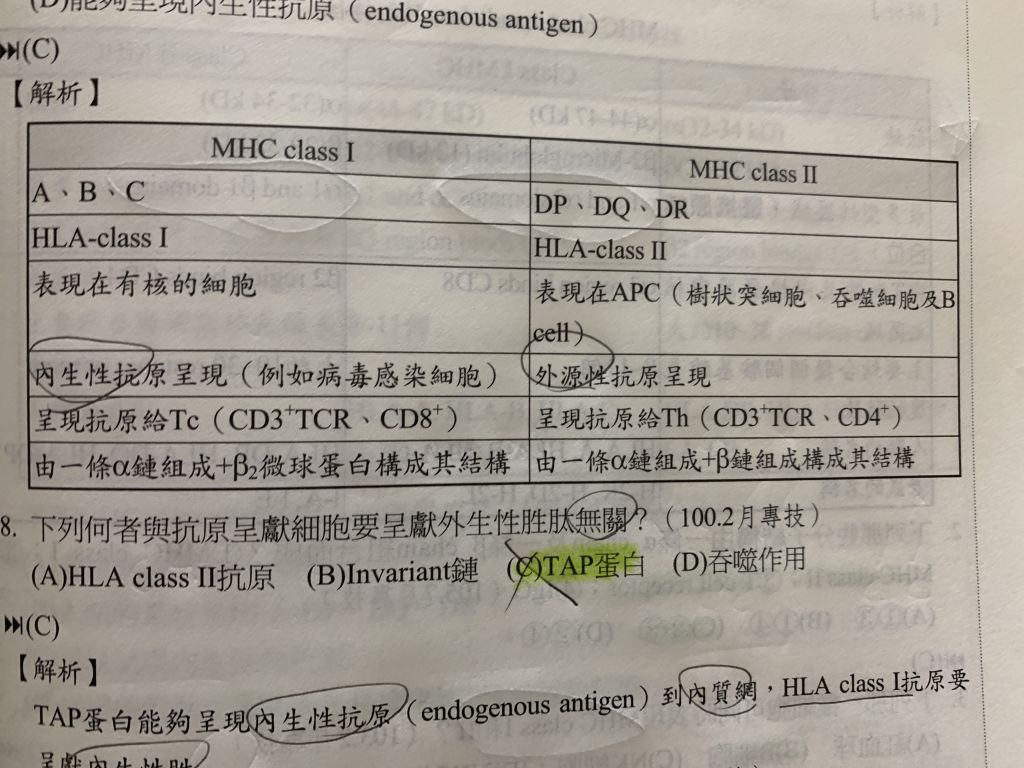 (D)能夠呈現內生性抗原（endogenous antigen）
(C)
【解析】
MHC class I
MHC class II
A、B、C
DP、DQ、DR
HLA-class I
HLA-class II
表現在有核的細胞
表現在APC（樹狀突細胞、吞噬細胞及B
cell）
內生性抗原呈現（例如病毒感染細胞）
外源性抗原呈現
呈現抗原給Tc（CD3⁺TCR、CD8⁺）
呈現抗原給Th（CD3⁺TCR、CD4⁺）
由一條α鏈組成+β₂微球蛋白構成其結構
由一條α鏈組成+β鏈組成構成其結構
8. 下列何者與抗原呈獻細胞要呈獻外生性胜肽無關？（100.2月專技）
(A)HLA class II抗原 (B)Invariant鏈 (C)TAP蛋白 (D)吞噬作用
(C)
【解析】
TAP蛋白能夠呈現內生性抗原（endogenous antigen）到內質網，HLA class I抗原要
呈獻內生性胜